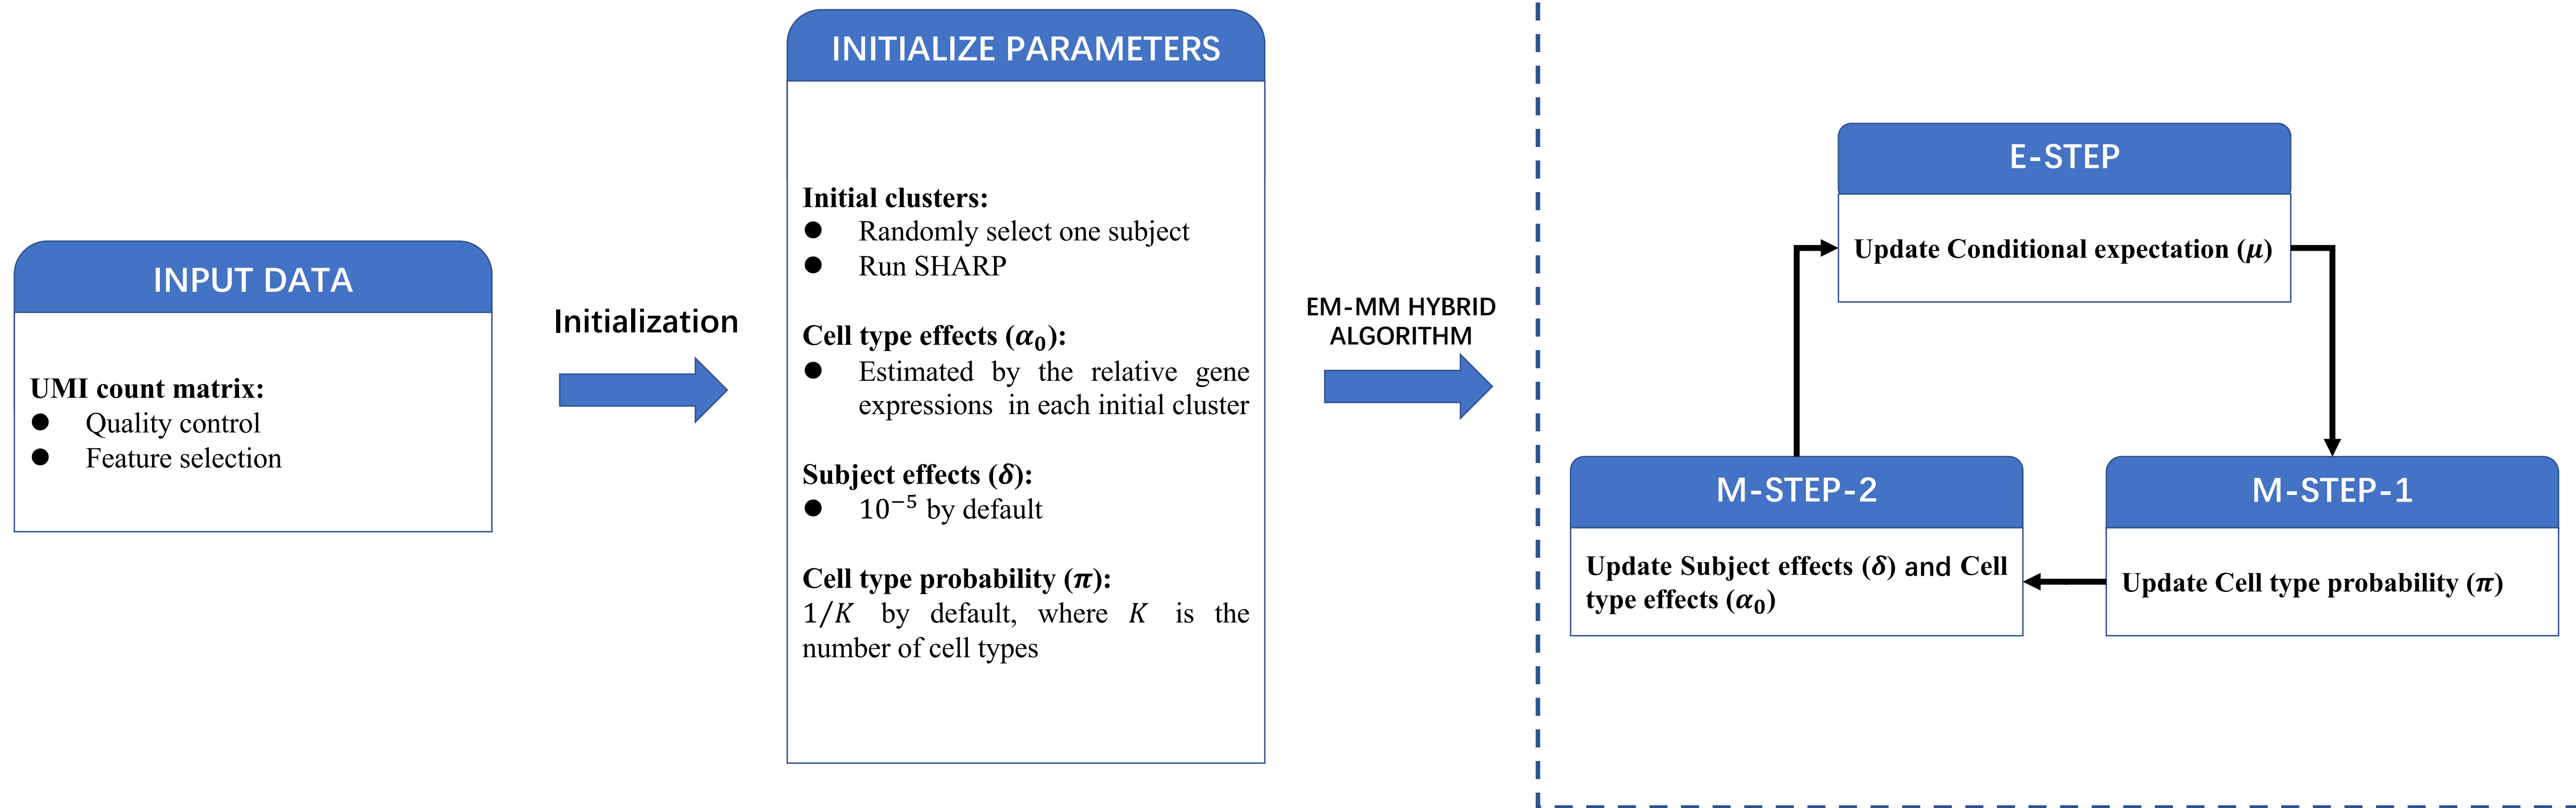 INPUT DATA
UMI count matrix:
● Quality control
● Feature selection
Initialization
INITIALIZE PARAMETERS
Initial clusters:
● Randomly select one subject
● Run SHARP
Cell type effects (𝜶₀):
● Estimated by the relative gene
expressions in each initial cluster
Subject effects (𝜹):
● 10⁻⁵ by default
Cell type probability (𝝅):
1/𝐾 by default, where 𝐾 is the
number of cell types
EM-MM HYBRID
ALGORITHM
E-STEP
Update Conditional expectation (𝝁)
M-STEP-1
Update Cell type probability (𝝅)
M-STEP-2
Update Subject effects (𝜹) and Cell
type effects (𝜶₀)